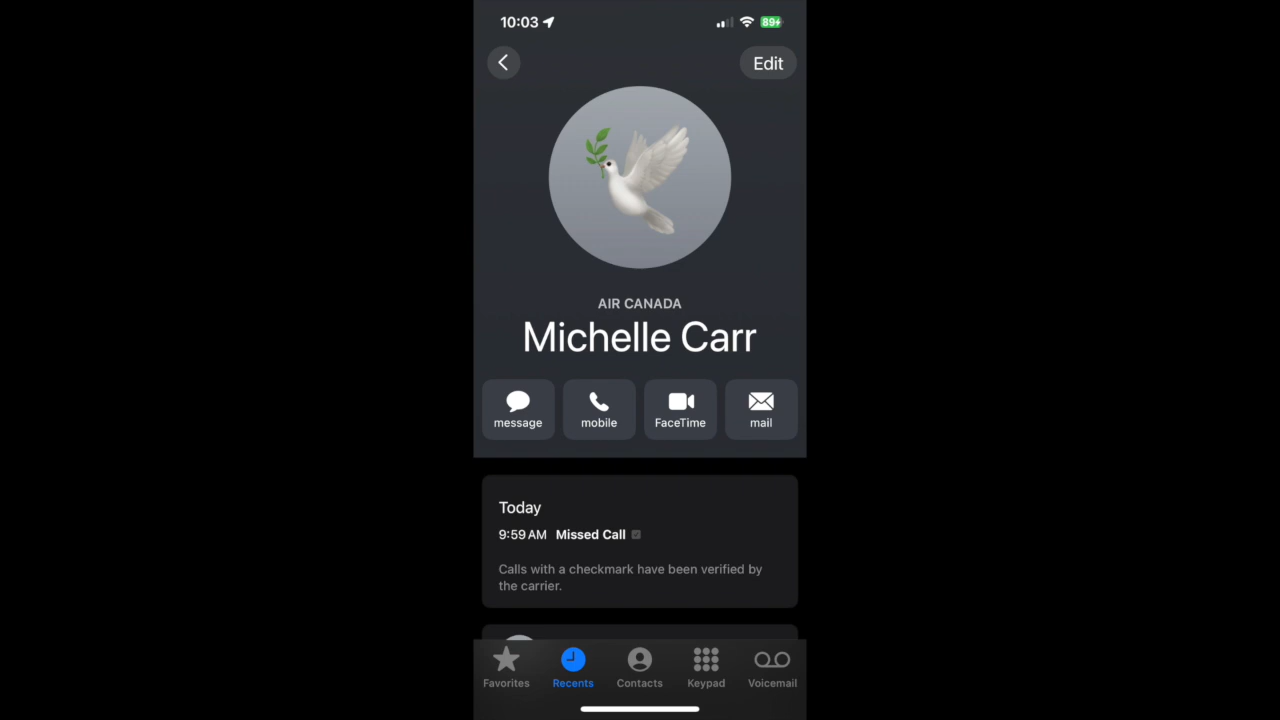 10:03
89
Edit
AIR CANADA
Michelle Carr
message mobile FaceTime mail
Today
9:59 AM Missed Call
Calls with a checkmark have been verified by
the carrier.
Favorites Recents Contacts Keypad Voicemail